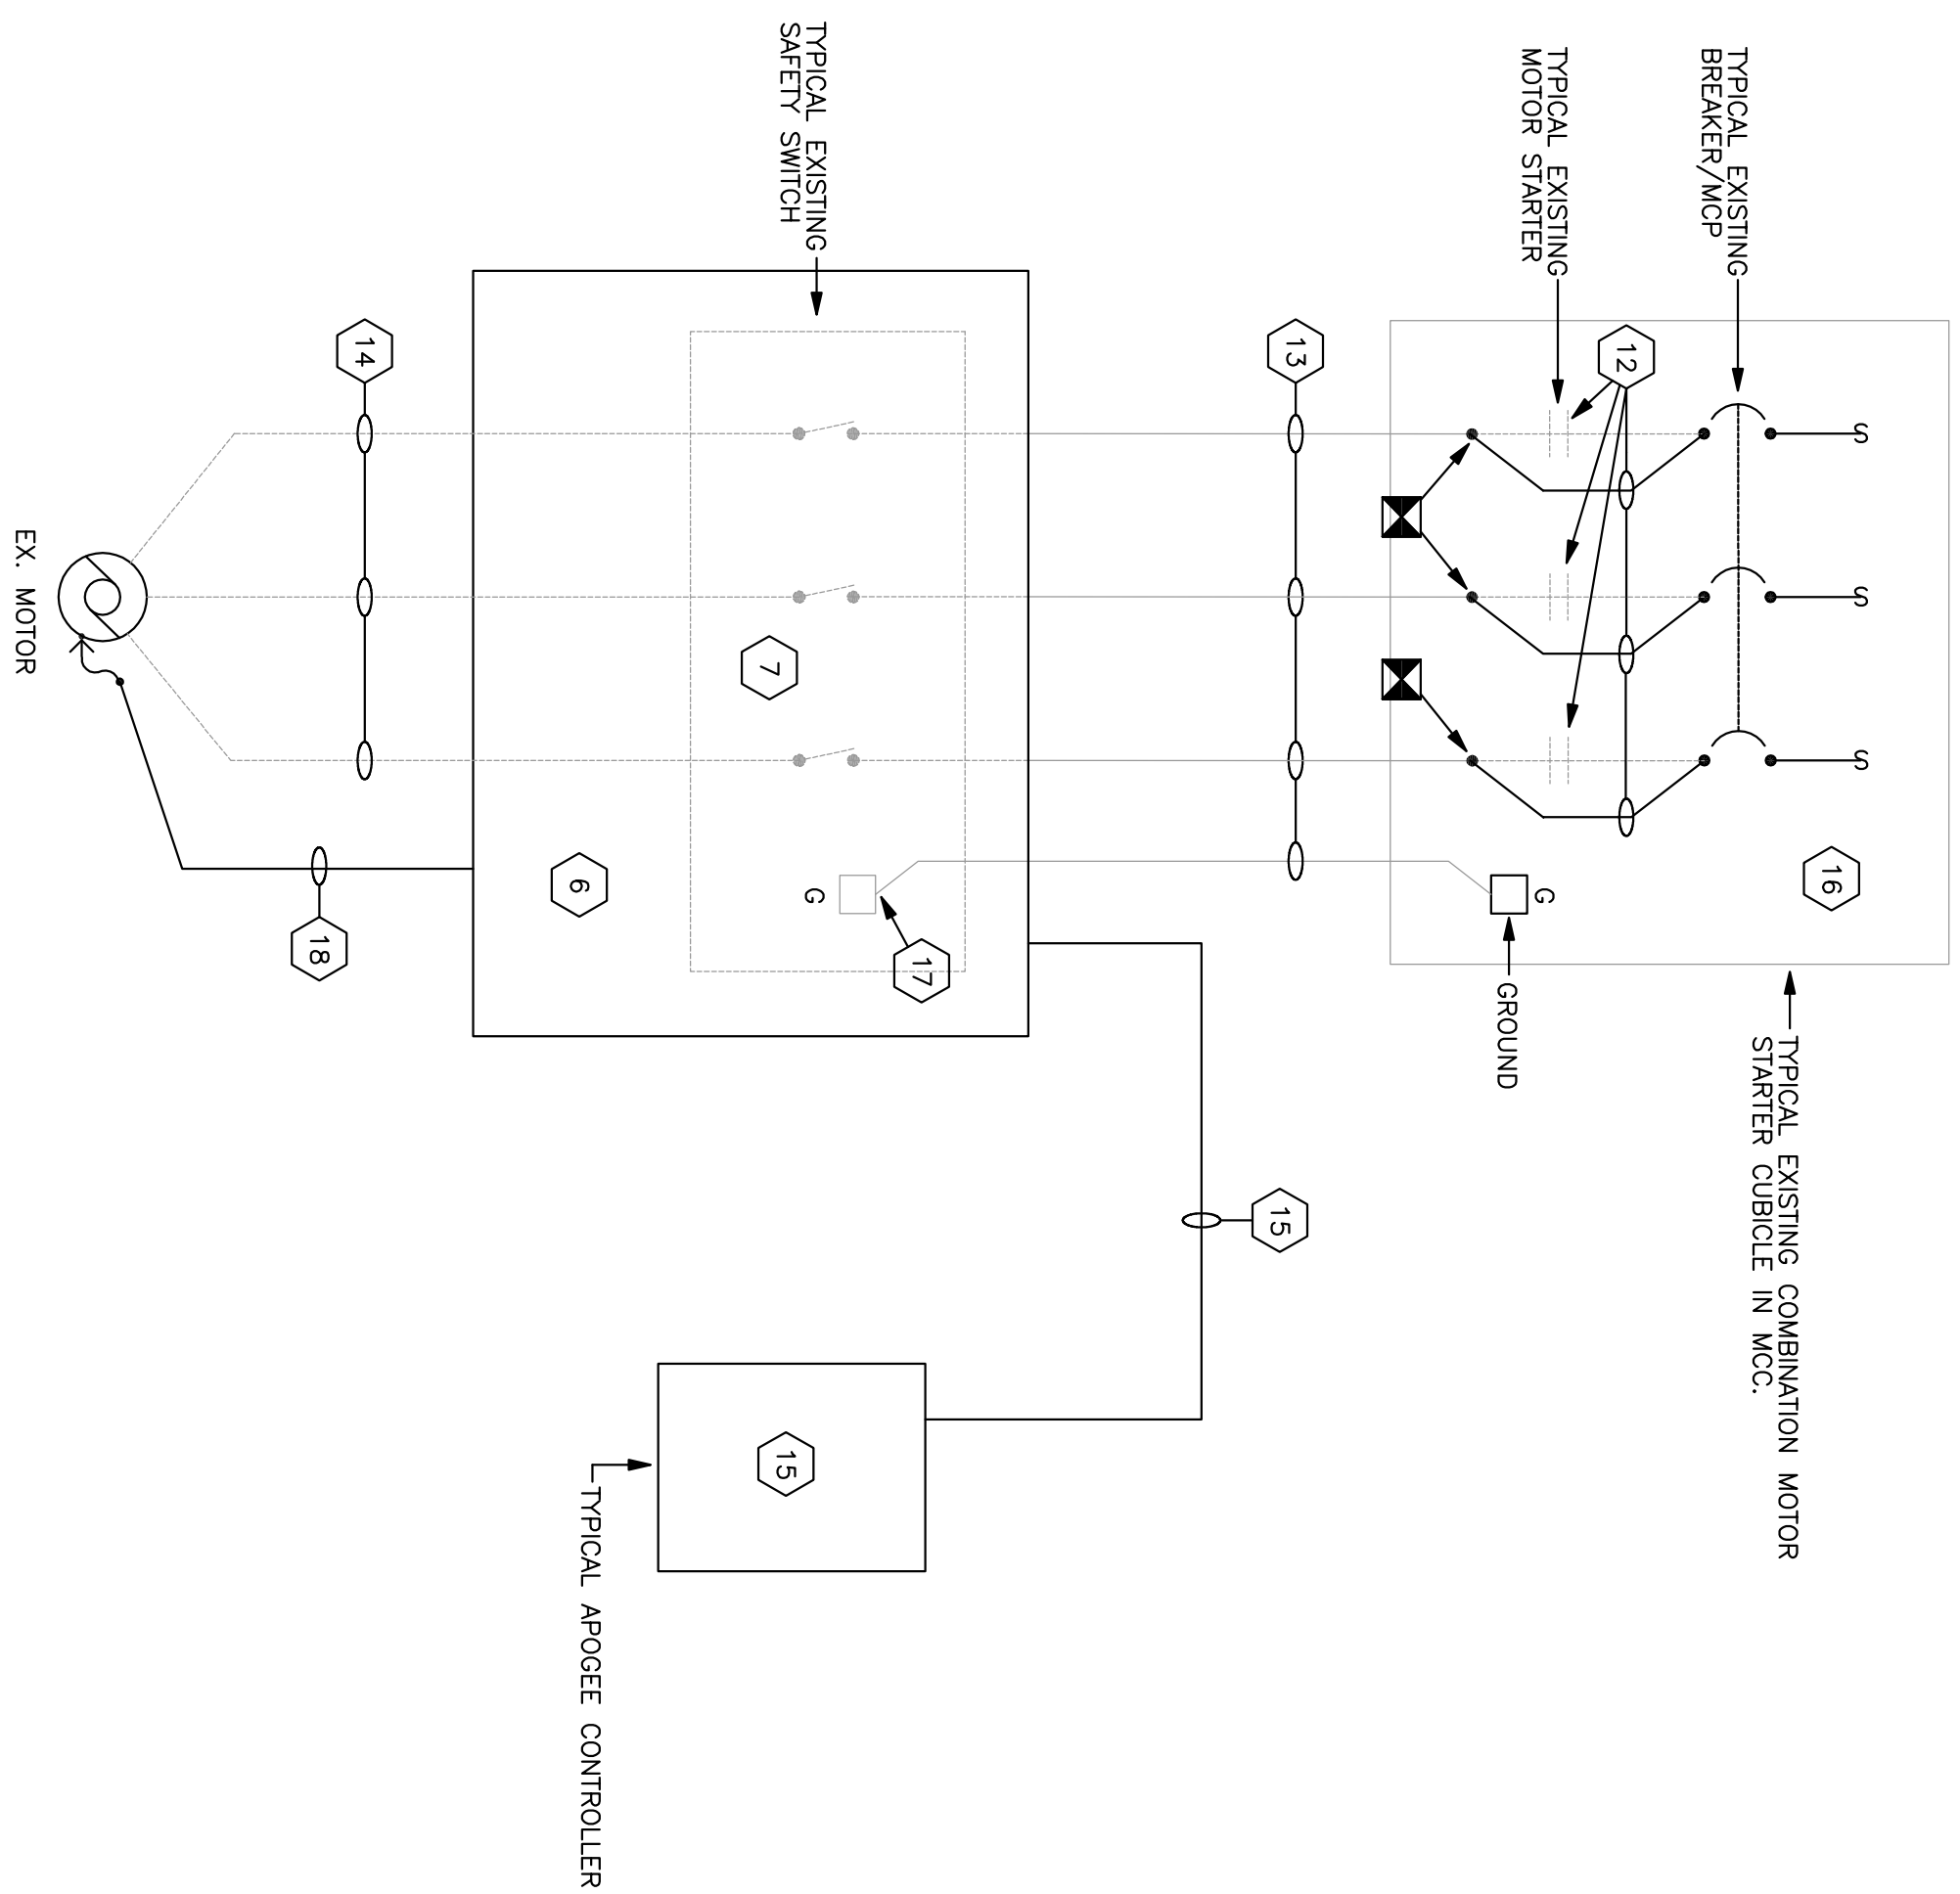 TYPICAL EXISTING
BREAKER/MCP
TYPICAL EXISTING
MOTOR STARTER
12
S
S
S
16
G
GROUND
TYPICAL EXISTING COMBINATION MOTOR
STARTER CUBICLE IN MCC.
13
15
TYPICAL EXISTING
SAFETY SWITCH
7
17
G
6
15
TYPICAL APOGEE CONTROLLER
14
18
EX. MOTOR